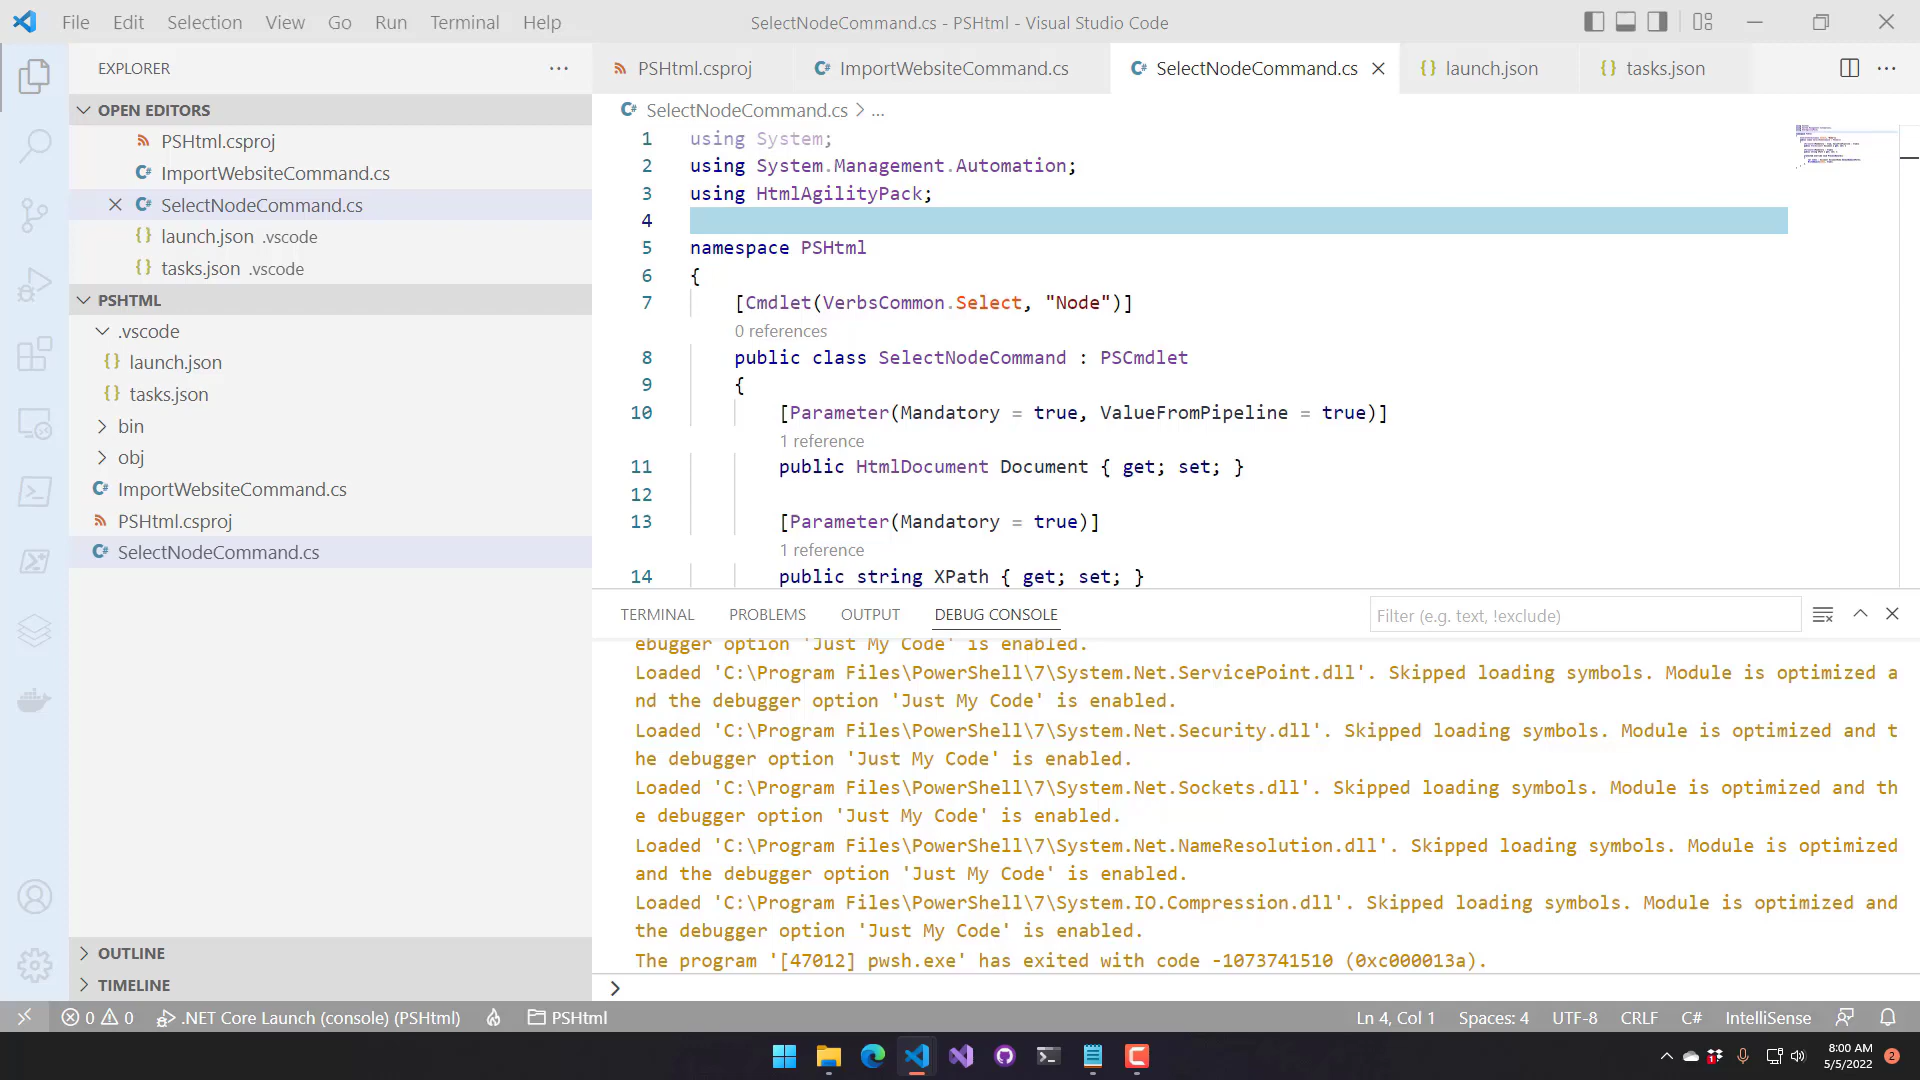 File Edit Selection View Go Run Terminal Help
SelectNodeCommand.cs - PSHtml - Visual Studio Code
EXPLORER
OPEN EDITORS
PSHtml.csproj
ImportWebsiteCommand.cs
SelectNodeCommand.cs
launch.json .vscode
tasks.json .vscode
PSHTML
.vscode
launch.json
tasks.json
bin
obj
ImportWebsiteCommand.cs
PSHtml.csproj
SelectNodeCommand.cs
OUTLINE
TIMELINE
PSHtml.csproj ImportWebsiteCommand.cs SelectNodeCommand.cs launch.json tasks.json
SelectNodeCommand.cs > ...
1 using System;
2 using System.Management.Automation;
3 using HtmlAgilityPack;
4
5 namespace PSHtml
6 {
7 [Cmdlet(VerbsCommon.Select, "Node")]
0 references
8 public class SelectNodeCommand : PSCmdlet
9 {
10 [Parameter(Mandatory = true, ValueFromPipeline = true)]
1 reference
11 public HtmlDocument Document { get; set; }
12
13 [Parameter(Mandatory = true)]
1 reference
14 public string XPath { get; set; }
TERMINAL PROBLEMS OUTPUT DEBUG CONSOLE
Filter (e.g. text, !exclude)
ebugger option 'Just My Code' is enabled.
Loaded 'C:\Program Files\PowerShell\7\System.Net.ServicePoint.dll'. Skipped loading symbols. Module is optimized a
nd the debugger option 'Just My Code' is enabled.
Loaded 'C:\Program Files\PowerShell\7\System.Net.Security.dll'. Skipped loading symbols. Module is optimized and t
he debugger option 'Just My Code' is enabled.
Loaded 'C:\Program Files\PowerShell\7\System.Net.Sockets.dll'. Skipped loading symbols. Module is optimized and th
e debugger option 'Just My Code' is enabled.
Loaded 'C:\Program Files\PowerShell\7\System.Net.NameResolution.dll'. Skipped loading symbols. Module is optimized
and the debugger option 'Just My Code' is enabled.
Loaded 'C:\Program Files\PowerShell\7\System.IO.Compression.dll'. Skipped loading symbols. Module is optimized and
the debugger option 'Just My Code' is enabled.
The program '[47012] pwsh.exe' has exited with code -1073741510 (0xc000013a).
>
0 0 .NET Core Launch (console) (PSHtml) PSHtml Ln 4, Col 1 Spaces: 4 UTF-8 CRLF C# IntelliSense
8:00 AM
5/5/2022
2